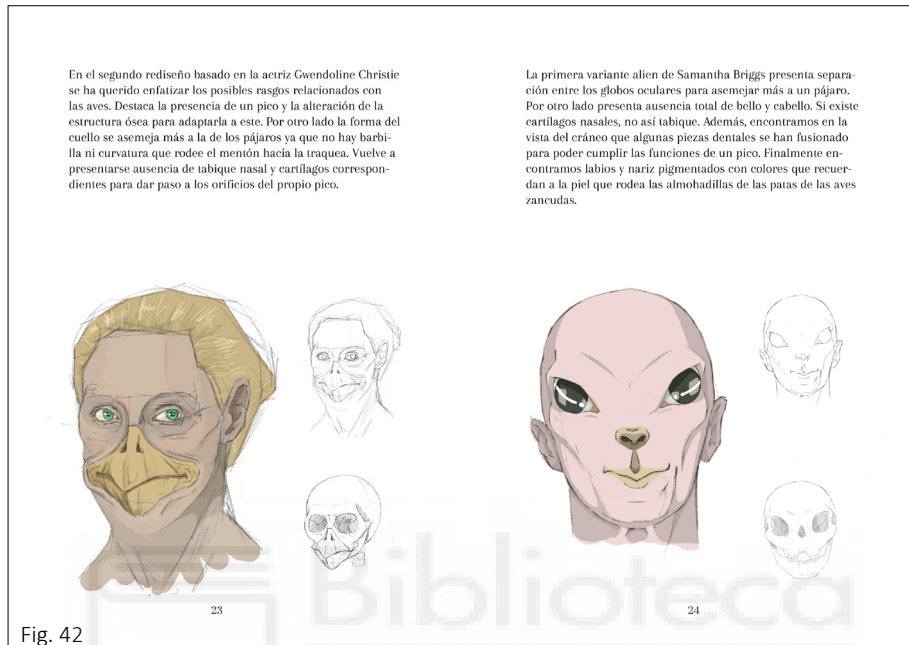 En el segundo rediseño basado en la actriz Gwendoline Christie
se ha querido enfatizar los posibles rasgos relacionados con
las aves. Destaca la presencia de un pico y la alteración de la
estructura ósea para adaptarla a este. Por otro lado la forma del
cuello se asemeja más a la de los pájaros ya que no hay barbi-
lla ni curvatura que rodee el mentón hacía la traquea. Vuelve a
presentarse ausencia de tabique nasal y cartílagos correspon-
dientes para dar paso a los orificios del propio pico.
La primera variante alien de Samantha Briggs presenta separa-
ción entre los globos oculares para asemejar más a un pájaro.
Por otro lado presenta ausencia total de bello y cabello. Si existe
cartílagos nasales, no así tabique. Además, encontramos en la
vista del cráneo que algunas piezas dentales se han fusionado
para poder cumplir las funciones de un pico. Finalmente en-
contramos labios y nariz pigmentados con colores que recuer-
dan a la piel que rodea las almohadillas de las patas de las aves
zancudas.
23
24
Biblioteca
Fig. 42